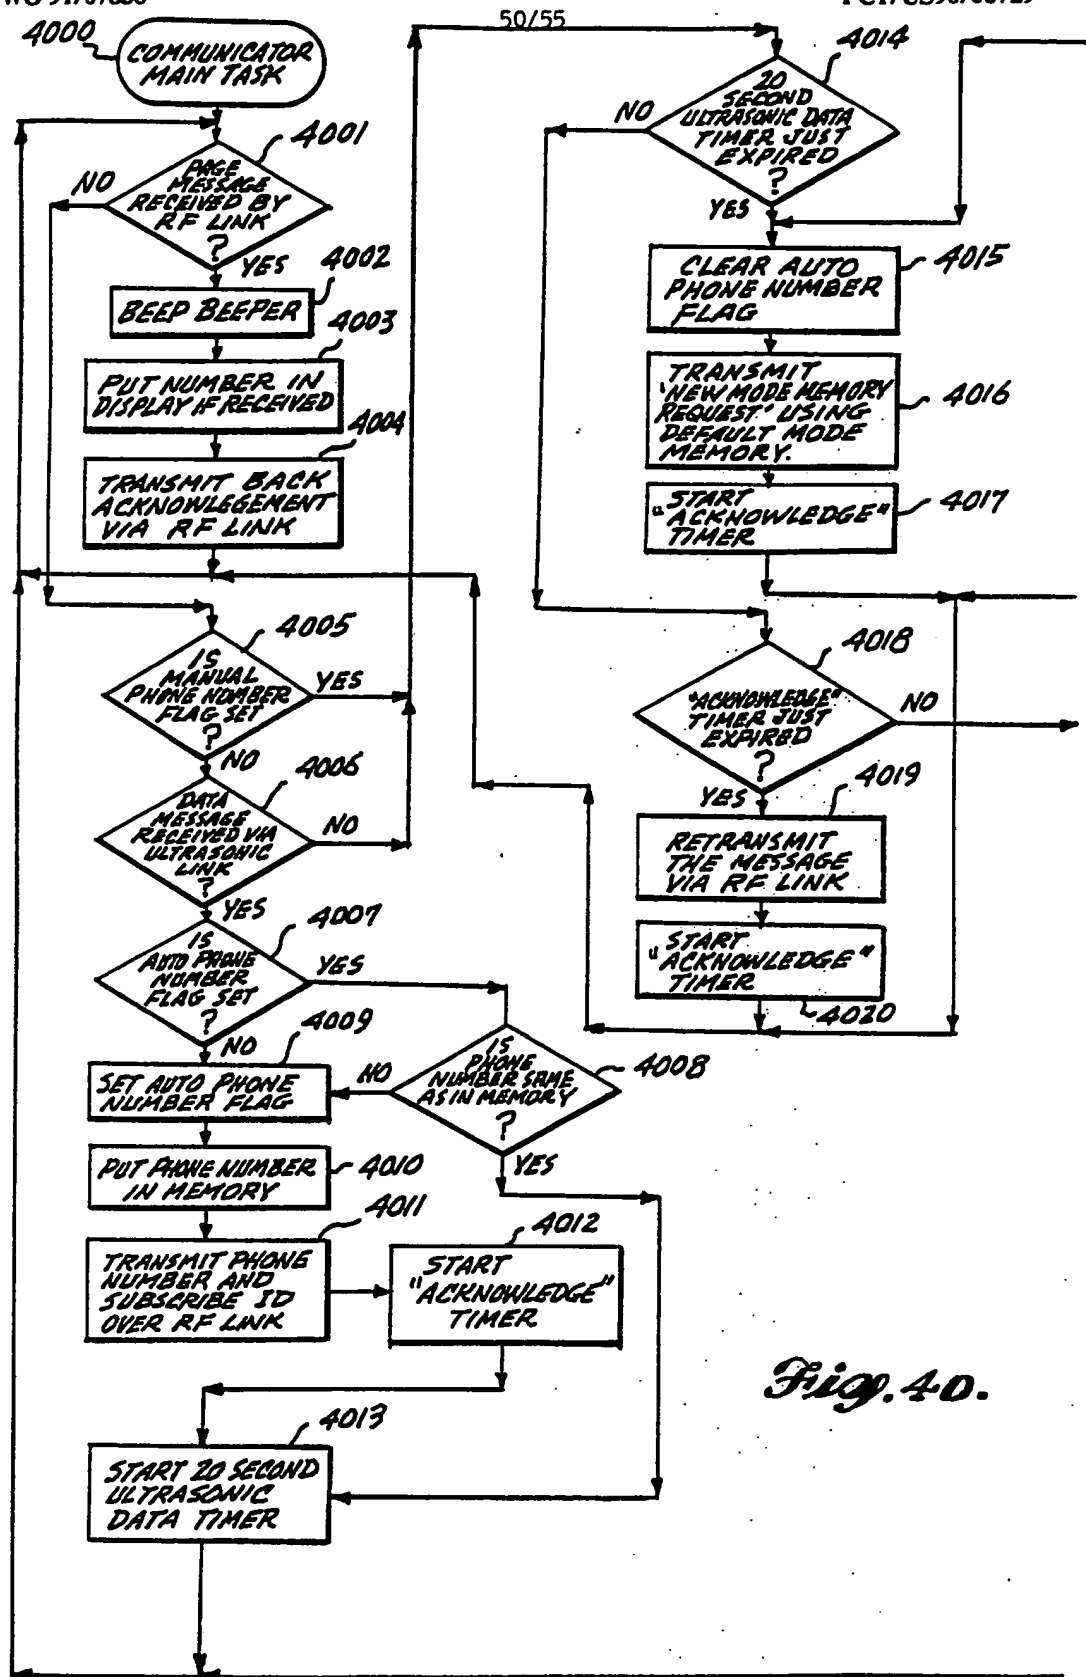 50/55
4000
COMMUNICATOR
MAIN TASK
4001
PAGE
MESSAGE
RECEIVED BY
RF LINK
?
NO
YES
4002
BEEP BEEPER
4003
PUT NUMBER IN
DISPLAY IF RECEIVED
4004
TRANSMIT BACK
ACKNOWLEGEMENT
VIA RF LINK
4005
IS
MANUAL
PHONE NUMBER
FLAG SET
?
YES
NO
4006
DATA
MESSAGE
RECEIVED VIA
ULTRASONIC
LINK
?
NO
YES
4007
IS
AUTO PHONE
NUMBER
FLAG SET
?
YES
NO
4008
IS
PHONE
NUMBER SAME
AS IN MEMORY
?
NO
YES
4009
SET AUTO PHONE
NUMBER FLAG
PUT PHONE NUMBER
IN MEMORY
4010
4011
TRANSMIT PHONE
NUMBER AND
SUBSCRIBE ID
OVER RF LINK
4012
START
"ACKNOWLEDGE"
TIMER
4013
START 20 SECOND
ULTRASONIC
DATA TIMER
4014
20
SECOND
ULTRASONIC DATA
TIMER JUST
EXPIRED
?
NO
YES
CLEAR AUTO
PHONE NUMBER
FLAG
4015
TRANSMIT
'NEW MODE MEMORY
REQUEST' USING
DEFAULT MODE
MEMORY.
4016
START
"ACKNOWLEDGE"
TIMER
4017
4018
"ACKNOWLEDGE"
TIMER JUST
EXPIRED
?
NO
YES
4019
RETRANSMIT
THE MESSAGE
VIA RF LINK
START
"ACKNOWLEDGE"
TIMER
4020
Fig. 40.